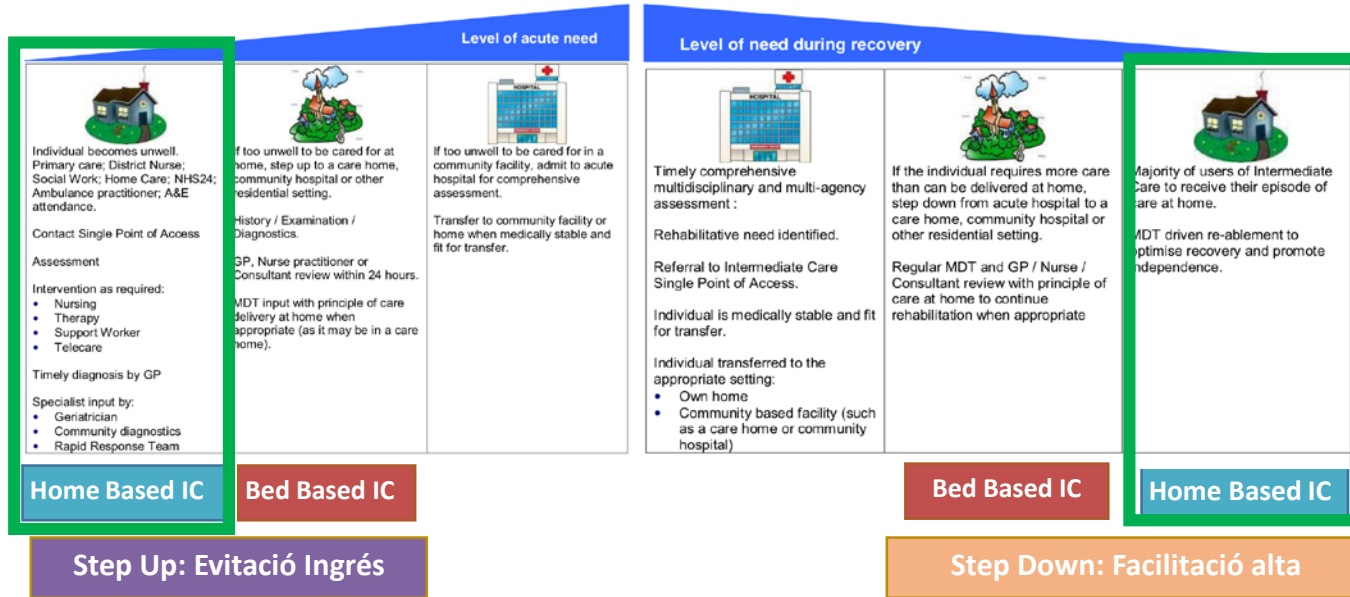 Level of acute need
Level of need during recovery
HOSPITAL
Individual becomes unwell.
Primary care; District Nurse;
Social Work; Home Care; NHS24;
Ambulance practitioner; A&E
attendance.
Contact Single Point of Access
Assessment
Intervention as required:
• Nursing
• Therapy
• Support Worker
• Telecare
Timely diagnosis by GP
Specialist input by:
• Geriatrician
• Community diagnostics
• Rapid Response Team
If too unwell to be cared for at
home, step up to a care home,
community hospital or other
residential setting.
History / Examination /
Diagnostics.
GP, Nurse practitioner or
Consultant review within 24 hours.
MDT input with principle of care
delivery at home when
appropriate (as it may be in a care
home).
If too unwell to be cared for in a
community facility, admit to acute
hospital for comprehensive
assessment.
Transfer to community facility or
home when medically stable and
fit for transfer.
HOSPITAL
Timely comprehensive
multidisciplinary and multi-agency
assessment :
Rehabilitative need identified.
Referral to Intermediate Care
Single Point of Access.
Individual is medically stable and fit
for transfer.
Individual transferred to the
appropriate setting:
• Own home
• Community based facility (such
as a care home or community
hospital)
If the individual requires more care
than can be delivered at home,
step down from acute hospital to a
care home, community hospital or
other residential setting.
Regular MDT and GP / Nurse /
Consultant review with principle of
care at home to continue
rehabilitation when appropriate
Majority of users of Intermediate
Care to receive their episode of
care at home.
MDT driven re-ablement to
optimise recovery and promote
independence.
Home Based IC
Bed Based IC
Bed Based IC
Home Based IC
Step Up: Evitació Ingrés
Step Down: Facilitació alta